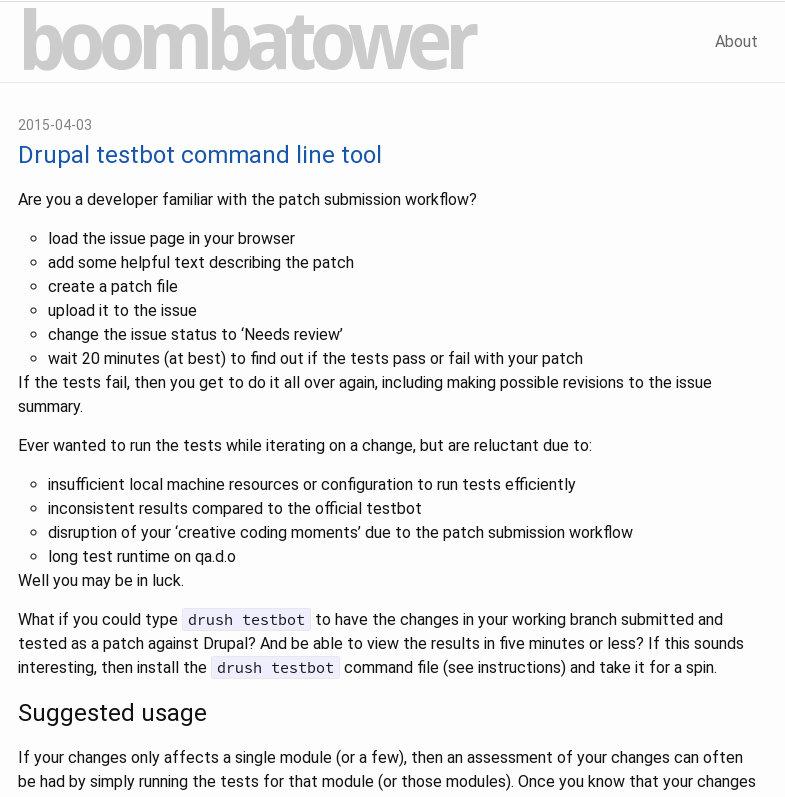 boombatower
About
2015-04-03
Drupal testbot command line tool
Are you a developer familiar with the patch submission workflow?
load the issue page in your browser
add some helpful text describing the patch
create a patch file
upload it to the issue
change the issue status to ‘Needs review’
wait 20 minutes (at best) to find out if the tests pass or fail with your patch
If the tests fail, then you get to do it all over again, including making possible revisions to the issue
summary.
Ever wanted to run the tests while iterating on a change, but are reluctant due to:
insufficient local machine resources or configuration to run tests efficiently
inconsistent results compared to the official testbot
disruption of your ‘creative coding moments’ due to the patch submission workflow
long test runtime on qa.d.o
Well you may be in luck.
What if you could type drush testbot to have the changes in your working branch submitted and
tested as a patch against Drupal? And be able to view the results in five minutes or less? If this sounds
interesting, then install the drush testbot command file (see instructions) and take it for a spin.
Suggested usage
If your changes only affects a single module (or a few), then an assessment of your changes can often
be had by simply running the tests for that module (or those modules). Once you know that your changes